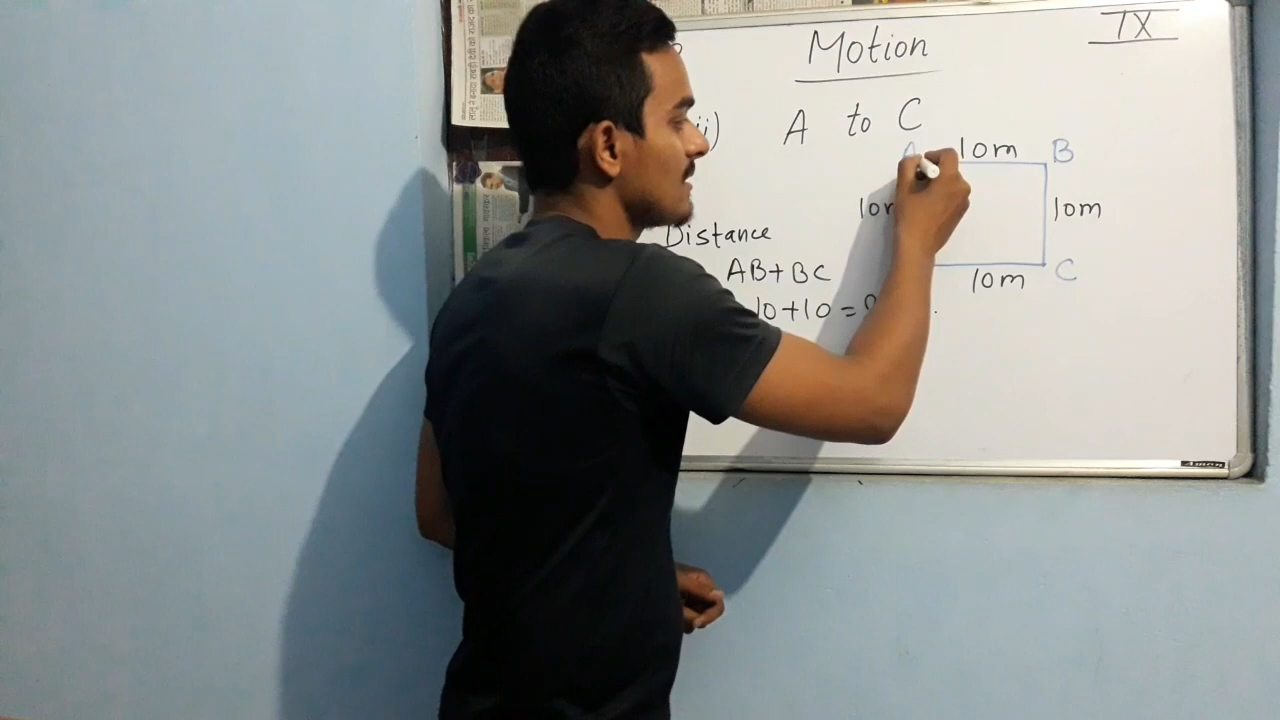 Motion
IX
ii)
A to C
A
10m
B
10m
10m
Distance
AB+BC
C
10m
10+10=